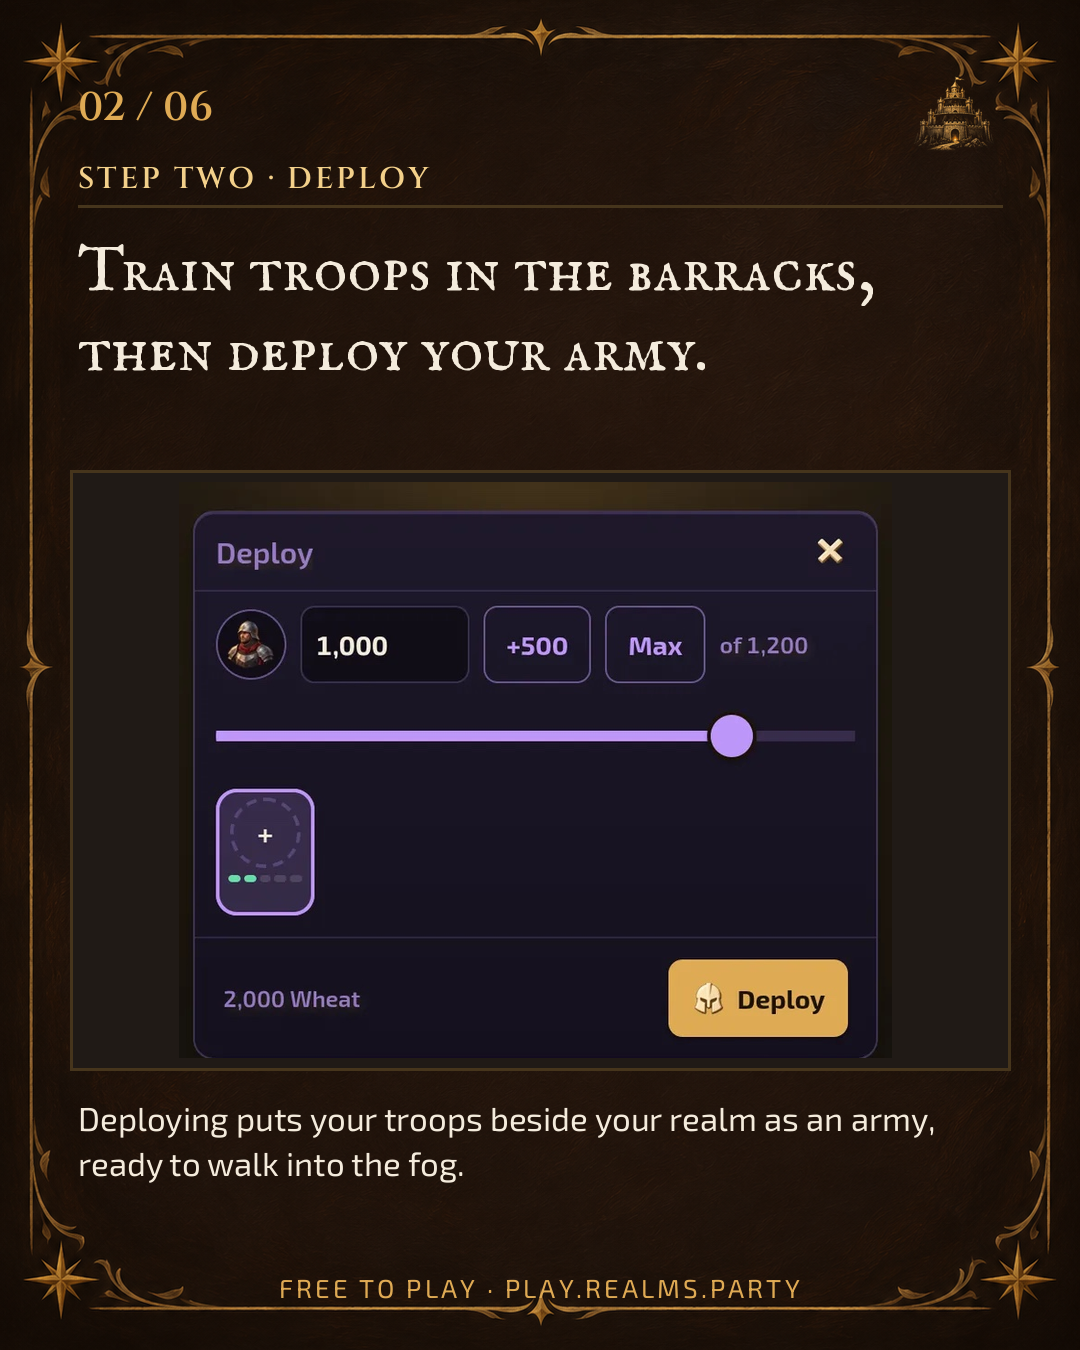 02 / 06
STEP TWO · DEPLOY
Train troops in the barracks,
then deploy your army.
Deploy
1,000
+500
Max
of 1,200
+
2,000 Wheat
Deploy
Deploying puts your troops beside your realm as an army,
ready to walk into the fog.
FREE TO PLAY · PLAY.REALMS.PARTY